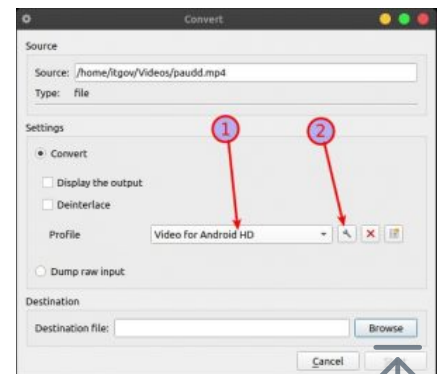 Convert
Source
Source: /home/itgov/Videos/paudd.mp4
Type: file
Settings
1 2
Convert
Display the output
Deinterlace
Profile Video for Android HD
Dump raw input
Destination
Destination file: Browse
Cancel